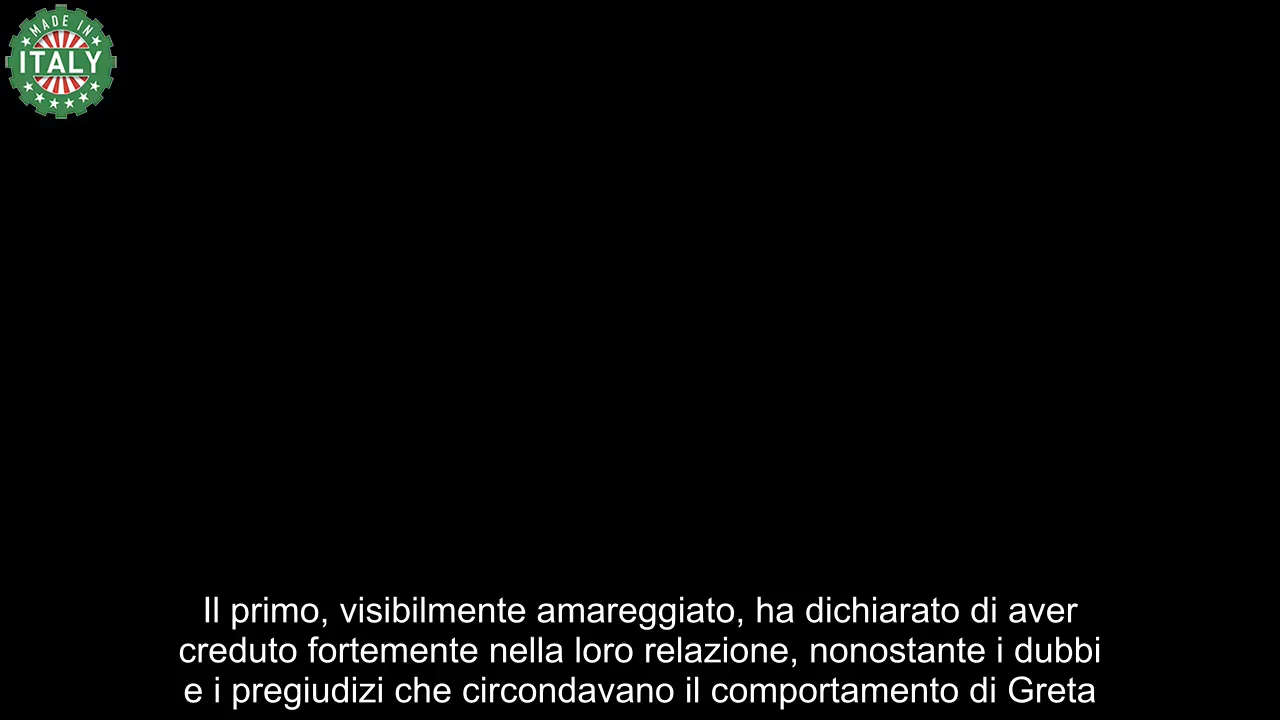 MADE IN
ITALY
Il primo, visibilmente amareggiato, ha dichiarato di aver
creduto fortemente nella loro relazione, nonostante i dubbi
e i pregiudizi che circondavano il comportamento di Greta